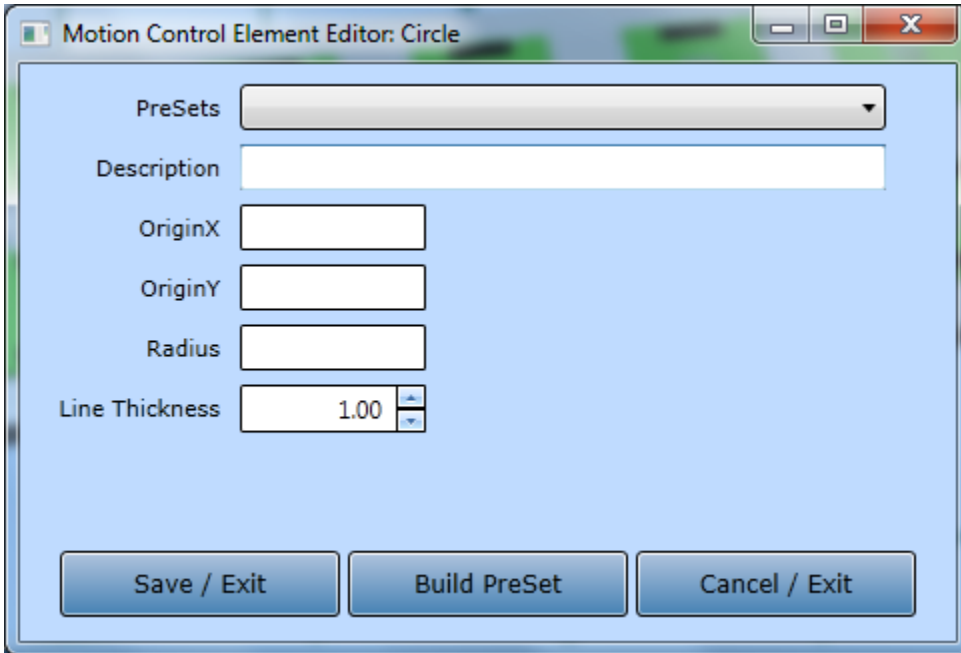 Motion Control Element Editor: Circle
PreSets
Description
OriginX
OriginY
Radius
Line Thickness 1.00
Save / Exit Build PreSet Cancel / Exit